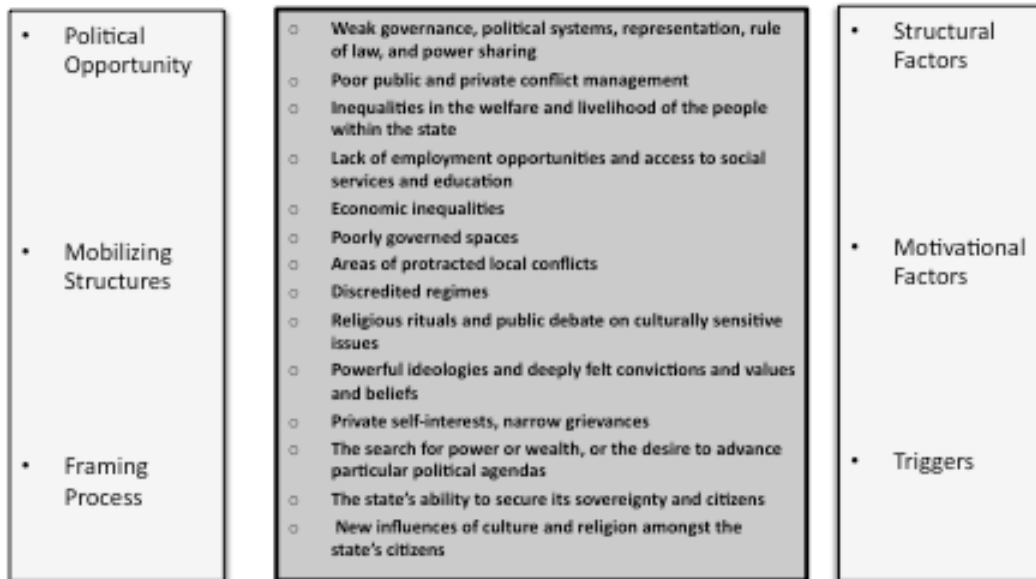 • Political
Opportunity
• Mobilizing
Structures
• Framing
Process
○ Weak governance, political systems, representation, rule
of law, and power sharing
○ Poor public and private conflict management
○ Inequalities in the welfare and livelihood of the people
within the state
○ Lack of employment opportunities and access to social
services and education
○ Economic inequalities
○ Poorly governed spaces
○ Areas of protracted local conflicts
○ Discredited regimes
○ Religious rituals and public debate on culturally sensitive
issues
○ Powerful ideologies and deeply felt convictions and values
and beliefs
○ Private self-interests, narrow grievances
○ The search for power or wealth, or the desire to advance
particular political agendas
○ The state's ability to secure its sovereignty and citizens
○ New influences of culture and religion amongst the
state's citizens
• Structural
Factors
• Motivational
Factors
• Triggers